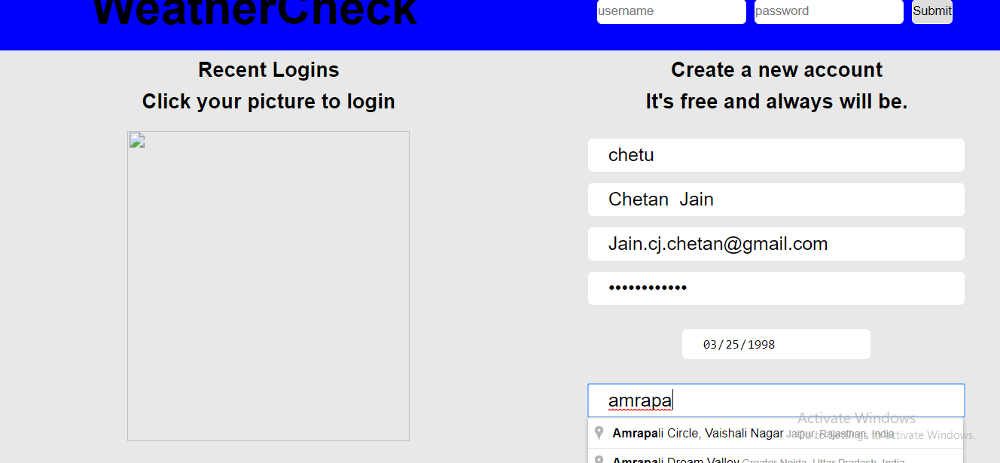 WeatherCheck
username
password
Submit
Recent Logins
Click your picture to login
Create a new account
It's free and always will be.
chetu
Chetan  Jain
Jain.cj.chetan@gmail.com
••••••••••••
03/25/1998
amrapa
Amrapali Circle, Vaishali Nagar Jaipur, Rajasthan, India
Amrapali Dream Valley Greater Noida, Uttar Pradesh, India
Activate Windows
Go to Settings to activate Windows.